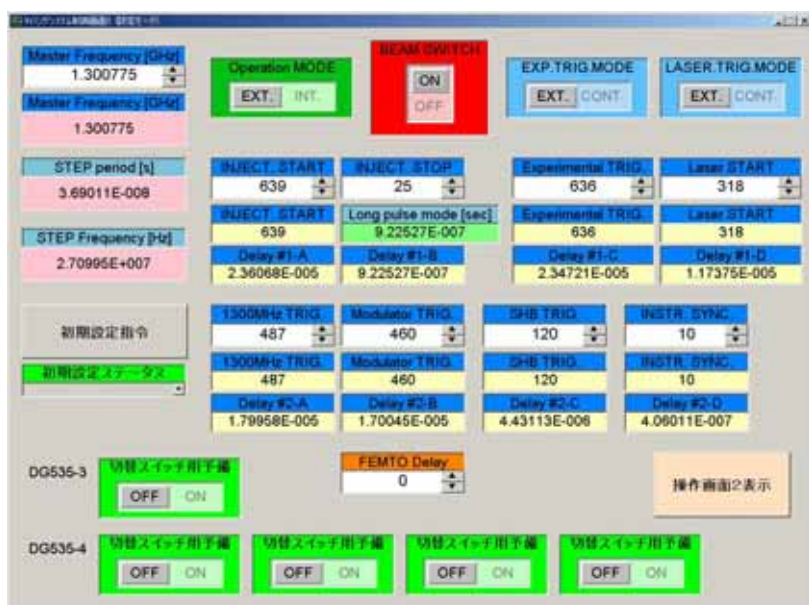 Master Frequency [GHz]
1.300775
Master Frequency [GHz]
1.300775
Operation MODE
EXT. INT.
BEAM SWITCH
ON
OFF
EXP.TRIG.MODE
EXT. CONT
LASER.TRIG.MODE
EXT. CONT.
STEP period [s]
3.69011E-008
STEP Frequency [Hz]
2.70995E+007
INJECT. START
639
INJECT. STOP
25
Experimental TRIG.
636
Laser START
318
INJECT. START
639
Long pulse mode [sec]
9.22527E-007
Experimental TRIG.
636
Laser START
318
Delay #1-A
2.36068E-005
Delay #1-B
9.22527E-007
Delay #1-C
2.34721E-005
Delay #1-D
1.17375E-005
初期設定指令
初期設定ステータス
1300MHz TRIG.
487
Modulator TRIG.
460
SHB TRIG.
120
INSTR. SYNC.
10
1300MHz TRIG.
487
Modulator TRIG.
460
SHB TRIG.
120
INSTR. SYNC.
10
Delay #2-A
1.79958E-005
Delay #2-B
1.70045E-005
Delay #2-C
4.43113E-006
Delay #2-D
4.06011E-007
DG535-3
切替スイッチ用予備
OFF ON
FEMTO Delay
0
操作画面2表示
DG535-4
切替スイッチ用予備
OFF ON
切替スイッチ用予備
OFF ON
切替スイッチ用予備
OFF ON
切替スイッチ用予備
OFF ON